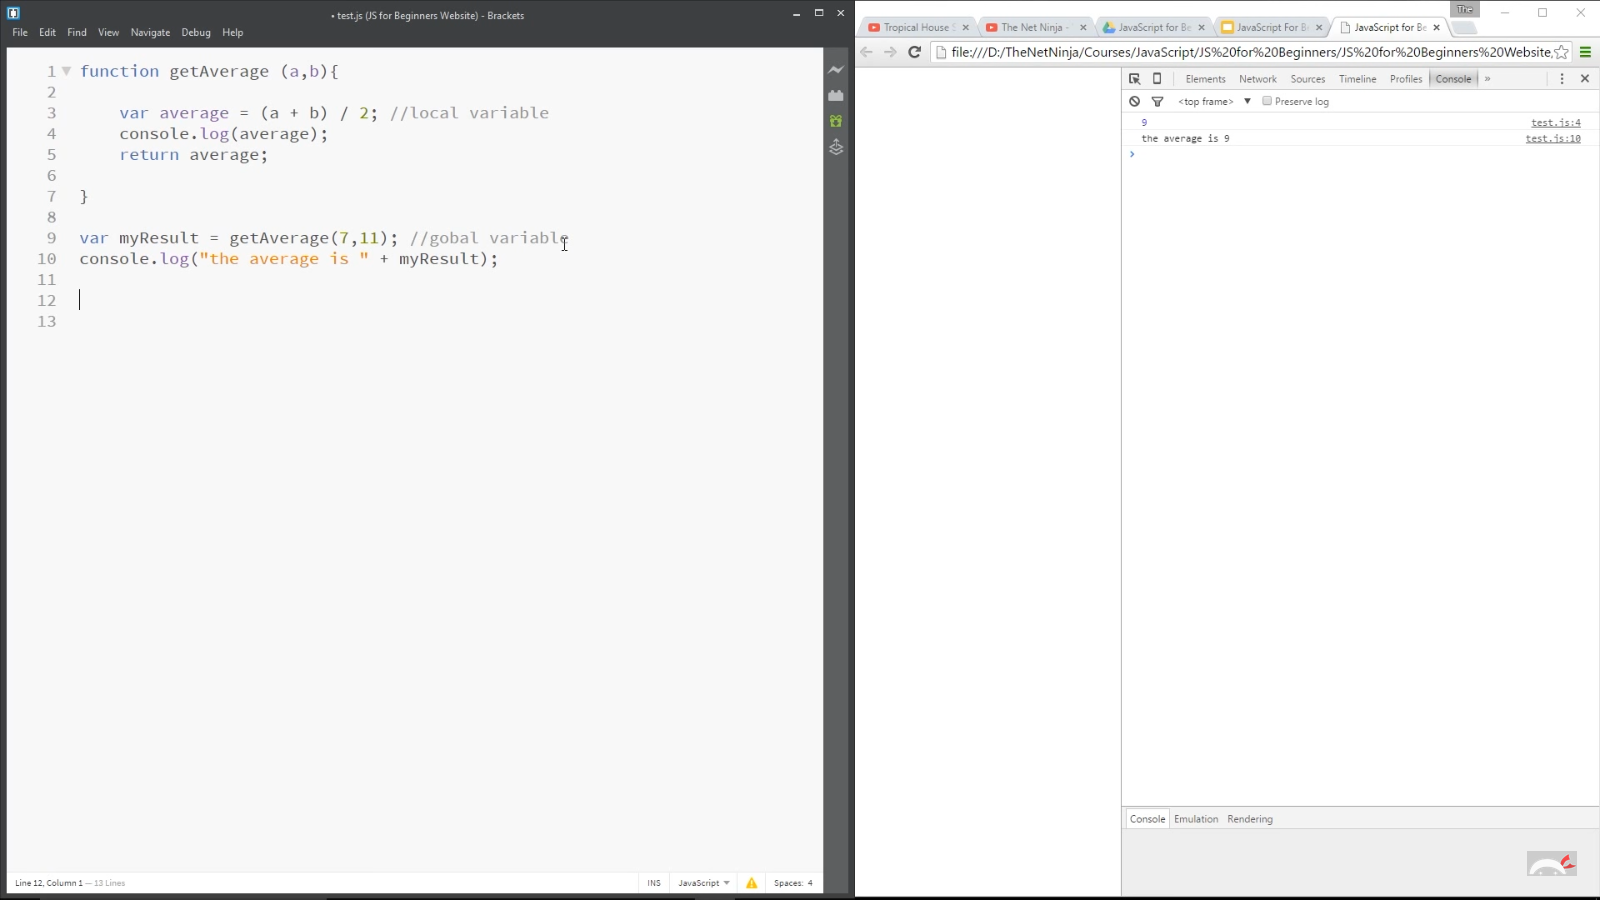 • test.js (JS for Beginners Website) - Brackets
File Edit Find View Navigate Debug Help
1 function getAverage (a,b){
2
3 var average = (a + b) / 2; //local variable
4 console.log(average);
5 return average;
6
7 }
8
9 var myResult = getAverage(7,11); //gobal variable
10 console.log("the average is " + myResult);
11
12
13
Line 12, Column 1 — 13 Lines
INS JavaScript Spaces: 4
The
Tropical House The Net Ninja - JavaScript for Be JavaScript For B JavaScript for Be
file:///D:/TheNetNinja/Courses/JavaScript/JS%20for%20Beginners/JS%20for%20Beginners%20Website,
Elements Network Sources Timeline Profiles Console »
<top frame> Preserve log
9 test.js:4
the average is 9 test.js:10
Console Emulation Rendering